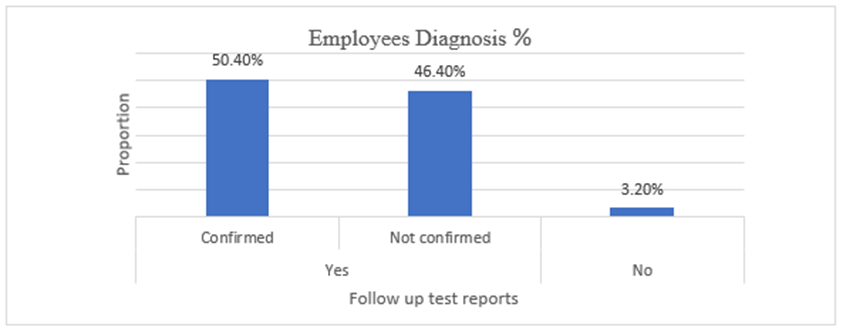 Employees Diagnosis %
50.40%
46.40%
3.20%
Proportion
Confirmed
Not confirmed
Yes
No
Follow up test reports